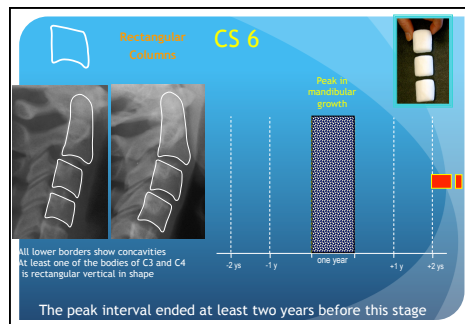 Rectangular
Columns
CS 6
Peak in
mandibular
growth
All lower borders show concavities
At least one of the bodies of C3 and C4
is rectangular vertical in shape
-2 ys
-1 y
one year
+1 y
+2 ys
The peak interval ended at least two years before this stage